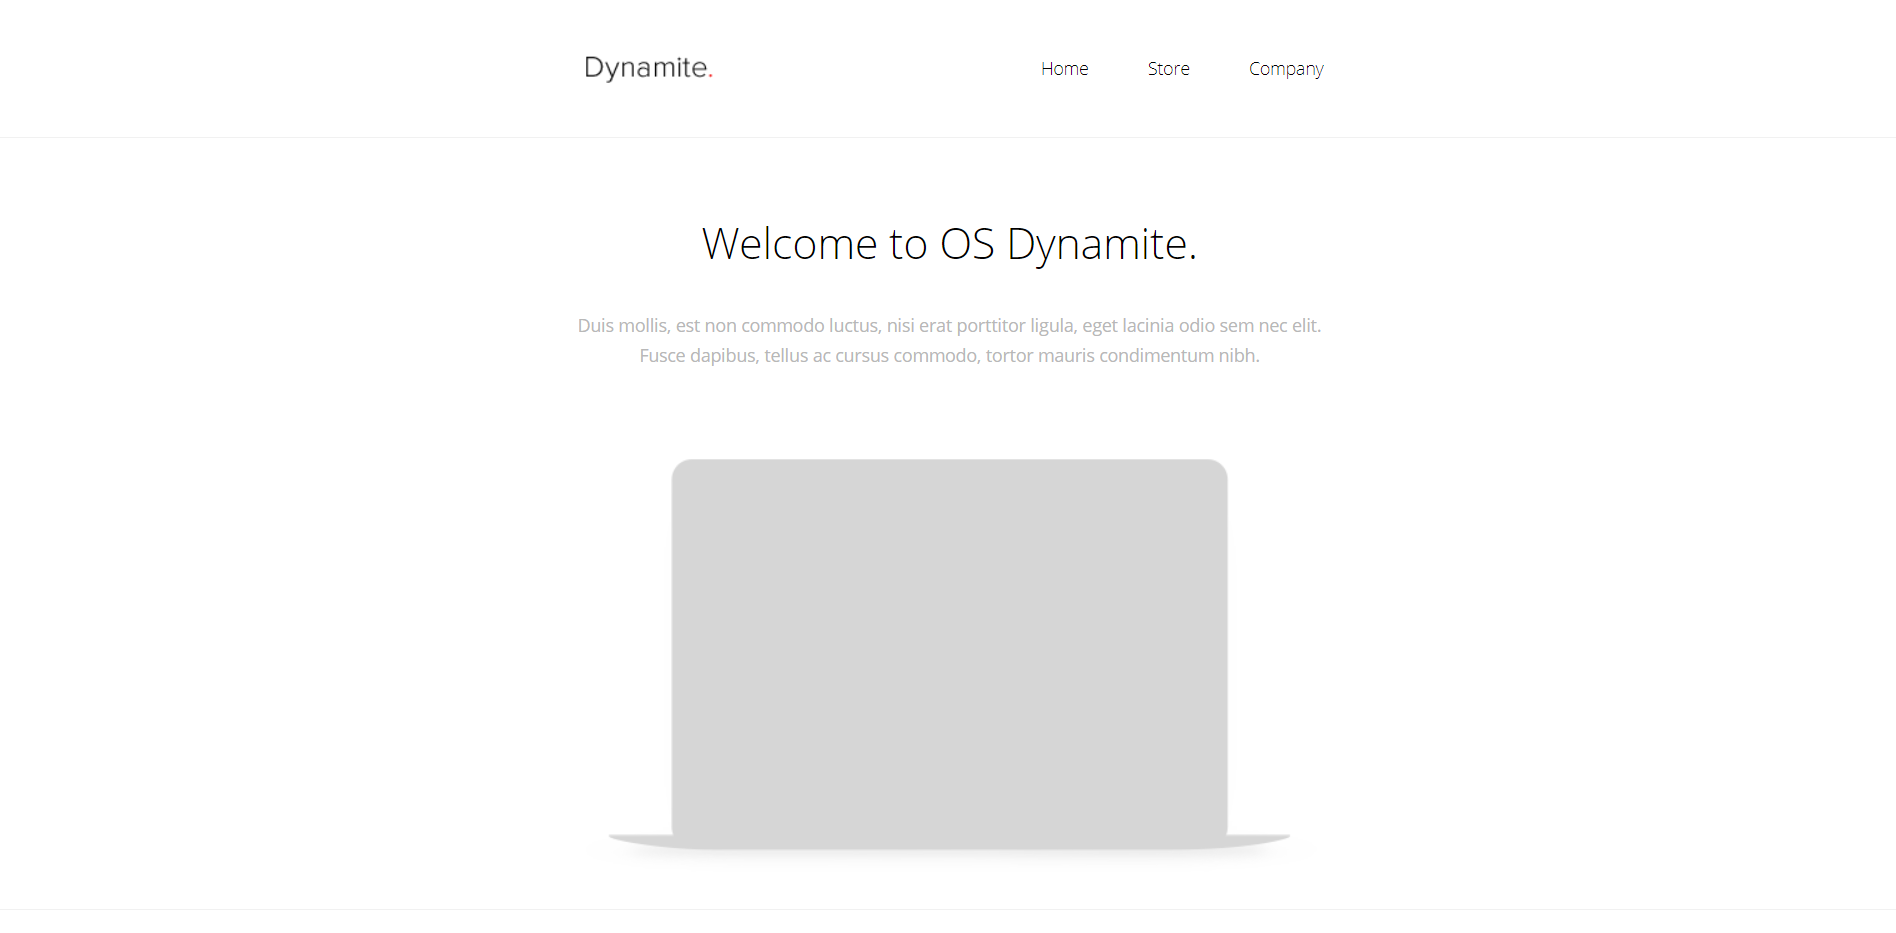 Dynamite.
Home Store Company
Welcome to OS Dynamite.
Duis mollis, est non commodo luctus, nisi erat porttitor ligula, eget lacinia odio sem nec elit.
Fusce dapibus, tellus ac cursus commodo, tortor mauris condimentum nibh.